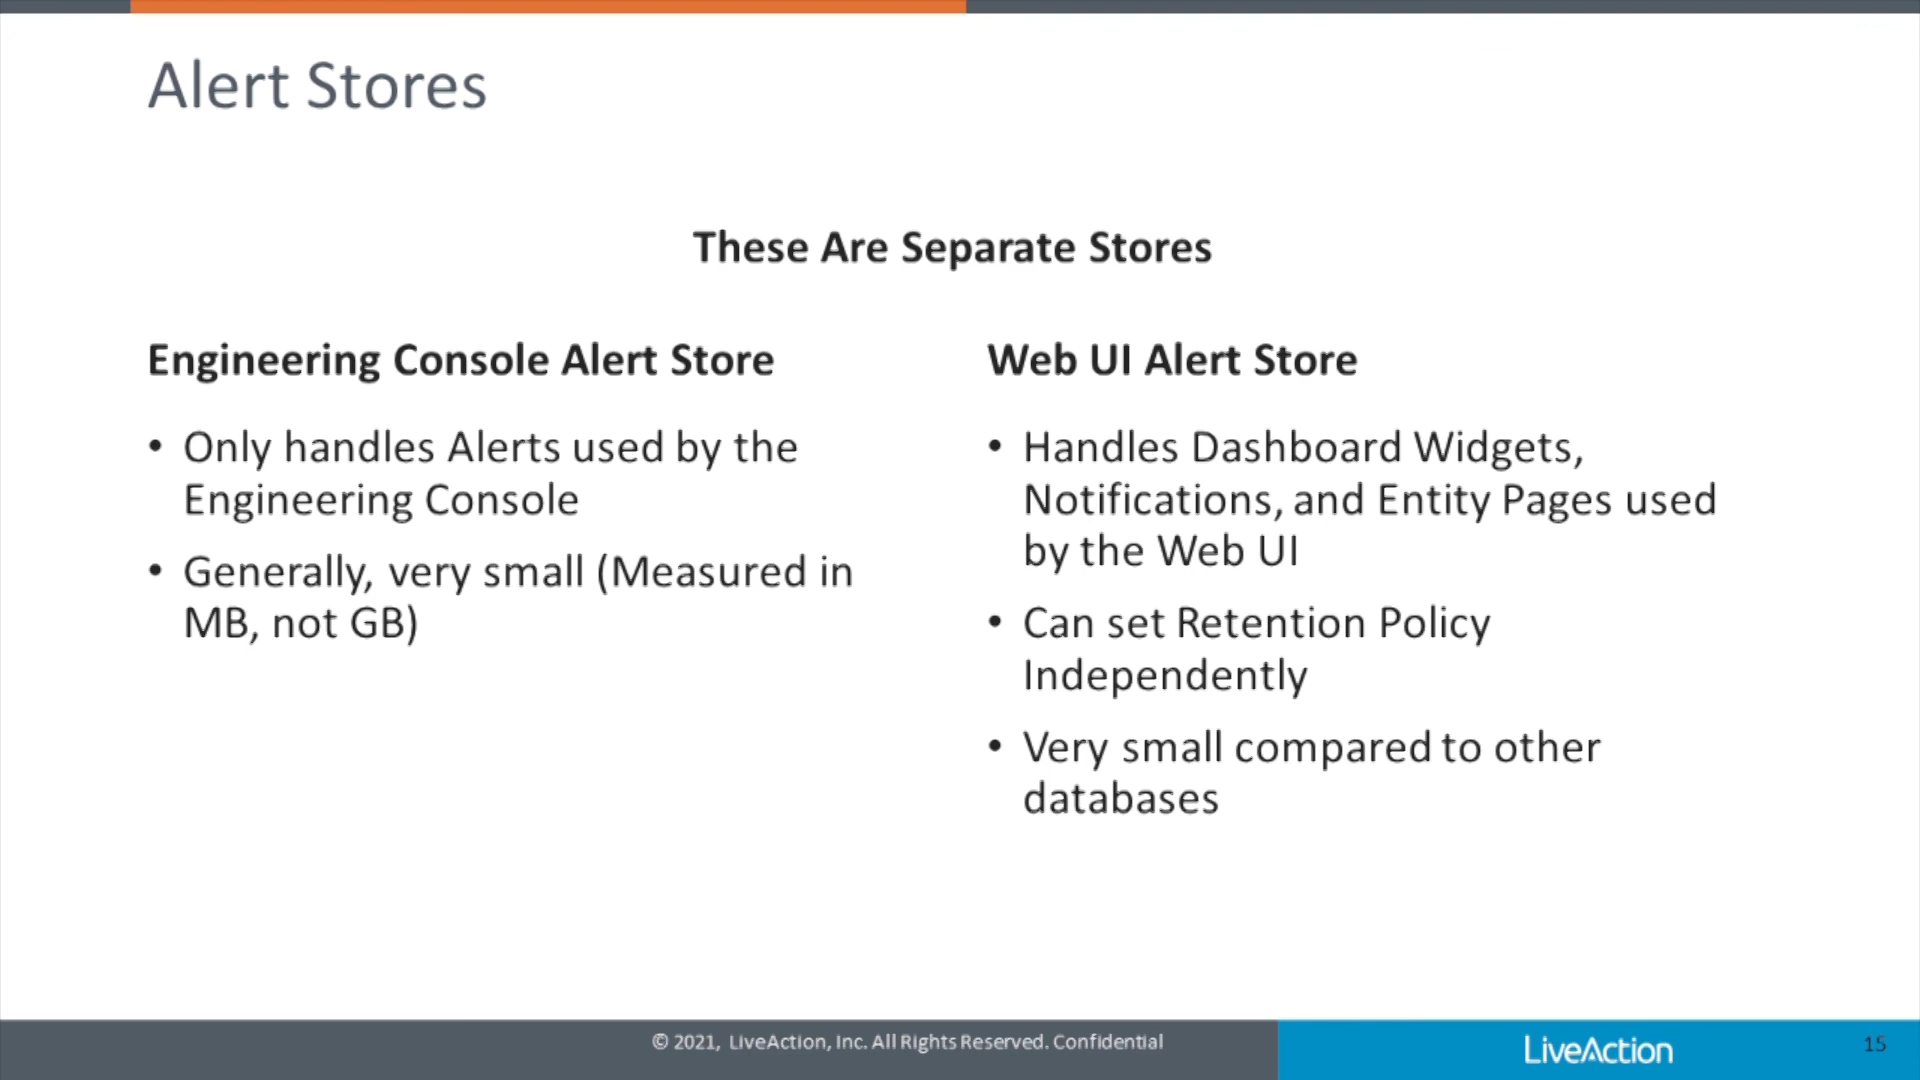 Alert Stores
These Are Separate Stores
Engineering Console Alert Store
• Only handles Alerts used by the
Engineering Console
• Generally, very small (Measured in
MB, not GB)
Web UI Alert Store
• Handles Dashboard Widgets,
Notifications, and Entity Pages used
by the Web UI
• Can set Retention Policy
Independently
• Very small compared to other
databases
© 2021, LiveAction, Inc. All Rights Reserved. Confidential
LiveAction
15